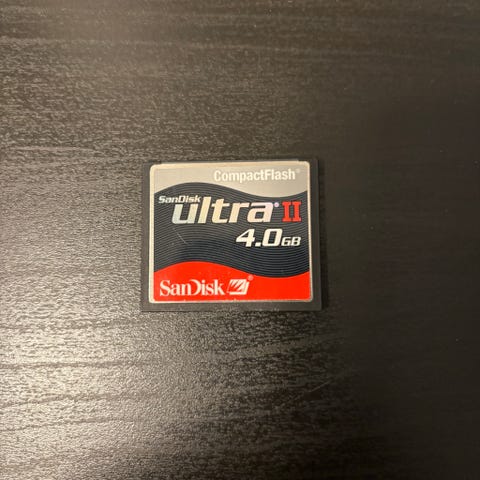 CompactFlash®
SanDisk
ultra® II
4.0GB
SanDisk®